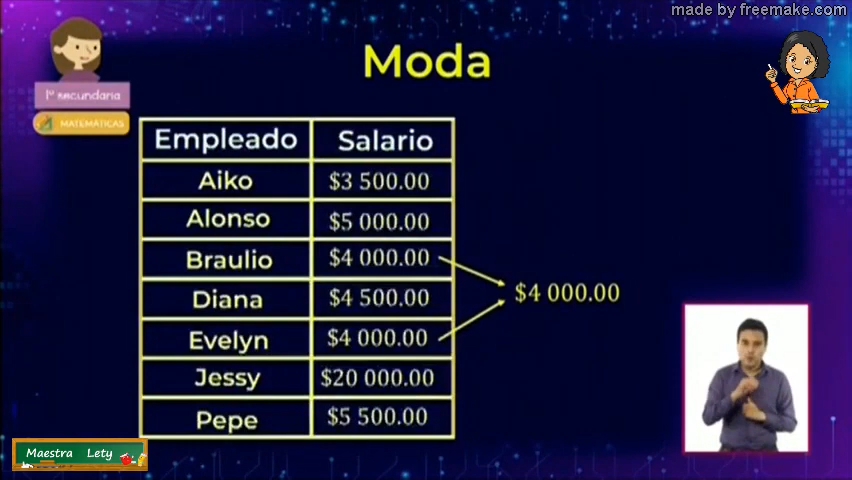 made by freemake.com
Moda
1º secundaria
MATEMÁTICAS
Empleado Salario
Aiko $3 500.00
Alonso $5 000.00
Braulio $4 000.00
Diana $4 500.00
$4 000.00
Evelyn $4 000.00
Jessy $20 000.00
Pepe $5 500.00
Maestra Lety